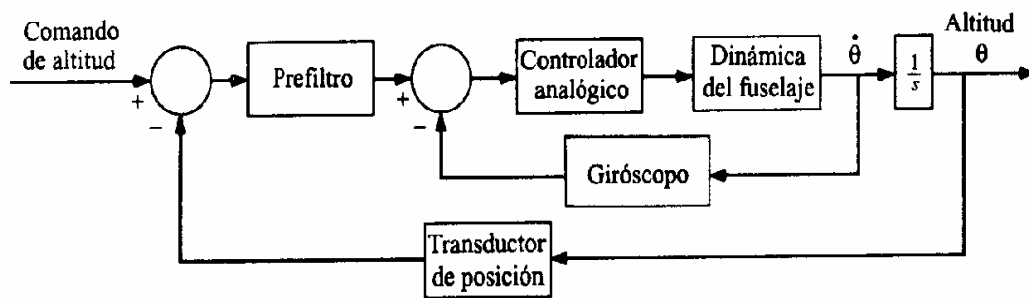 Comando
de altitud
+
−
Prefiltro
+
−
Controlador
analógico
Dinámica
del fuselaje
θ̇
1
s
Altitud
θ
Giróscopo
Transductor
de posición